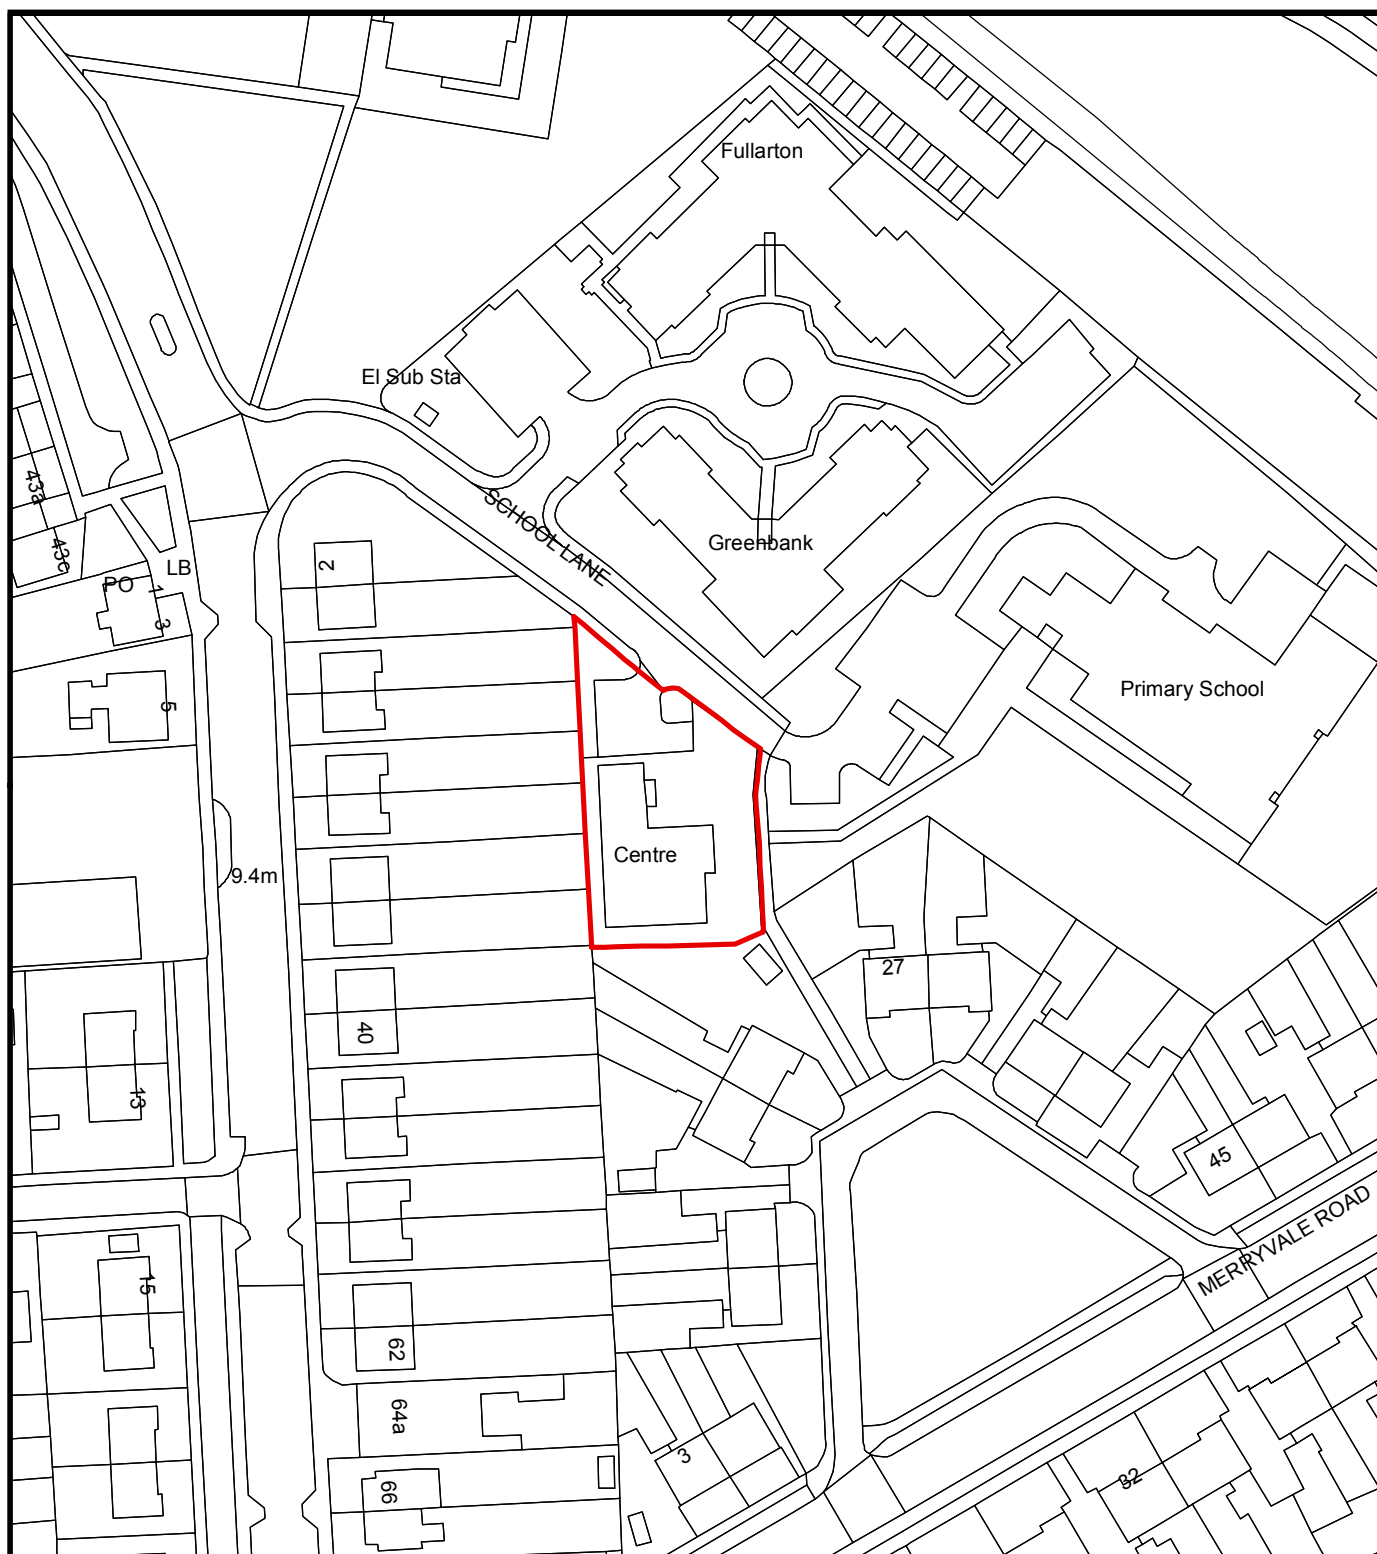 Fullarton
El Sub Sta
43a
SCHOOL LANE
Greenbank
43c
2
LB
PO
1
3
Primary School
5
Centre
9.4m
27
40
13
45
MERRYVALE ROAD
15
62
64a
3
32
66